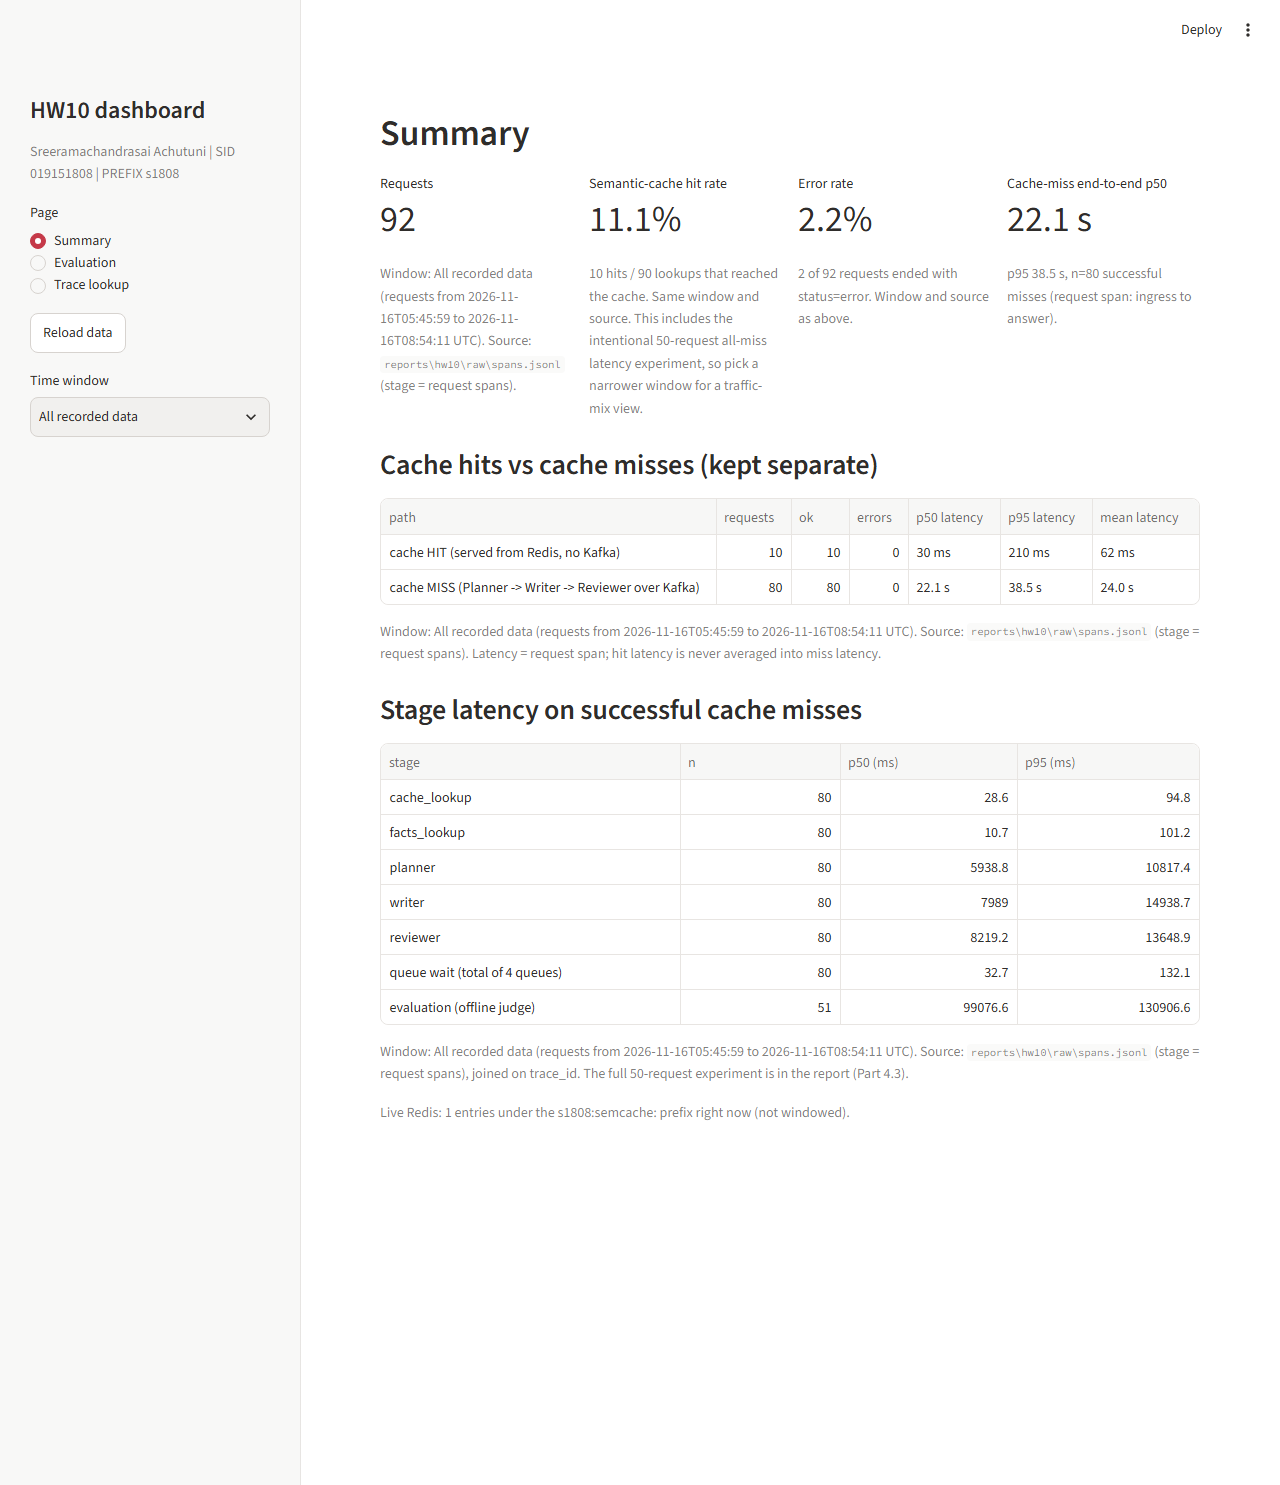 Deploy
HW10 dashboard
Sreeramachandrasai Achutuni | SID
019151808 | PREFIX s1808
Page
Summary
Evaluation
Trace lookup
Reload data
Time window
All recorded data
Summary
Requests
92
Window: All recorded data
(requests from 2026-11-
16T05:45:59 to 2026-11-
16T08:54:11 UTC). Source:
reports\hw10\raw\spans.jsonl
(stage = request spans).
Semantic-cache hit rate
11.1%
10 hits / 90 lookups that reached
the cache. Same window and
source. This includes the
intentional 50-request all-miss
latency experiment, so pick a
narrower window for a traffic-
mix view.
Error rate
2.2%
2 of 92 requests ended with
status=error. Window and source
as above.
Cache-miss end-to-end p50
22.1 s
p95 38.5 s, n=80 successful
misses (request span: ingress to
answer).
Cache hits vs cache misses (kept separate)
path requests ok errors p50 latency p95 latency mean latency
cache HIT (served from Redis, no Kafka) 10 10 0 30 ms 210 ms 62 ms
cache MISS (Planner -> Writer -> Reviewer over Kafka) 80 80 0 22.1 s 38.5 s 24.0 s
Window: All recorded data (requests from 2026-11-16T05:45:59 to 2026-11-16T08:54:11 UTC). Source: reports\hw10\raw\spans.jsonl (stage =
request spans). Latency = request span; hit latency is never averaged into miss latency.
Stage latency on successful cache misses
stage n p50 (ms) p95 (ms)
cache_lookup 80 28.6 94.8
facts_lookup 80 10.7 101.2
planner 80 5938.8 10817.4
writer 80 7989 14938.7
reviewer 80 8219.2 13648.9
queue wait (total of 4 queues) 80 32.7 132.1
evaluation (offline judge) 51 99076.6 130906.6
Window: All recorded data (requests from 2026-11-16T05:45:59 to 2026-11-16T08:54:11 UTC). Source: reports\hw10\raw\spans.jsonl (stage =
request spans), joined on trace_id. The full 50-request experiment is in the report (Part 4.3).
Live Redis: 1 entries under the s1808:semcache: prefix right now (not windowed).